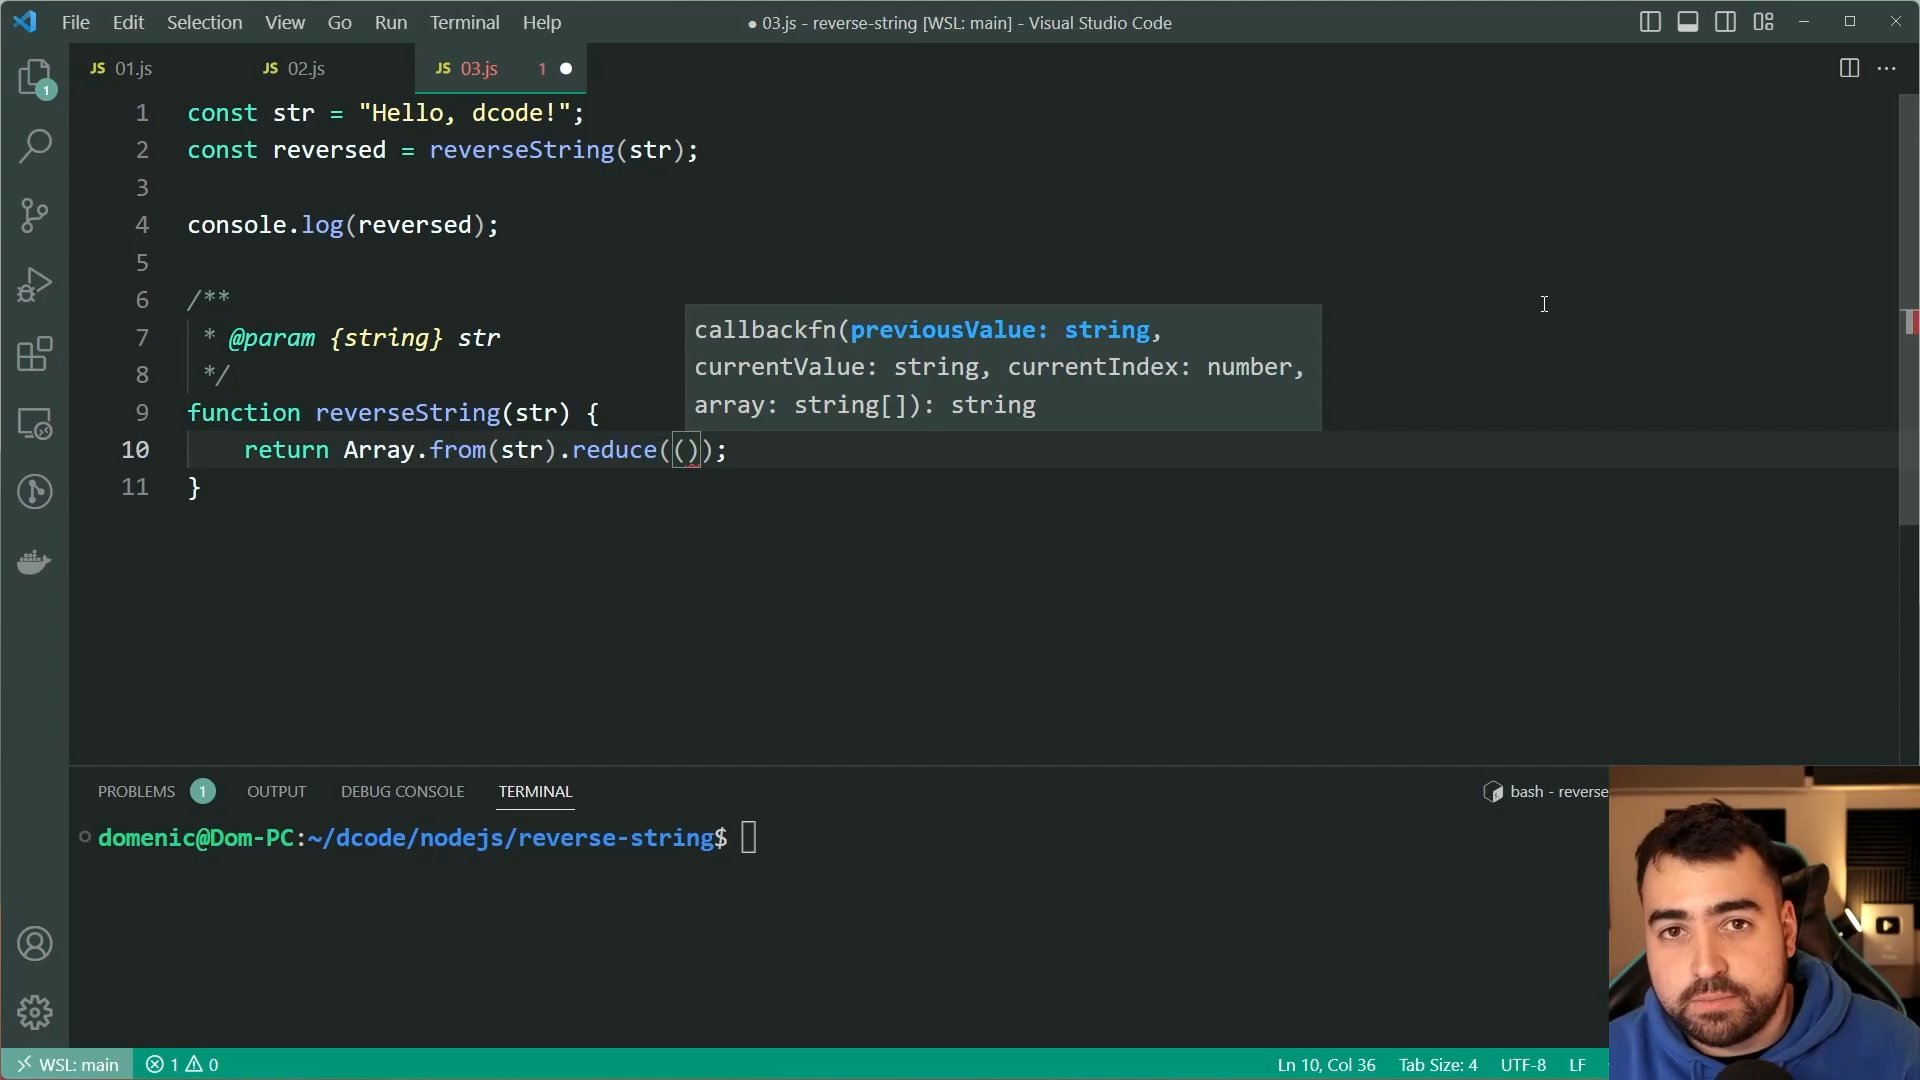 File Edit Selection View Go Run Terminal Help
● 03.js - reverse-string [WSL: main] - Visual Studio Code
JS 01.js JS 02.js JS 03.js 1 ●
1
1 const str = "Hello, dcode!";
2 const reversed = reverseString(str);
3
4 console.log(reversed);
5
6 /**
7 * @param {string} str
8 */
9 function reverseString(str) {
10 return Array.from(str).reduce(());
11 }
callbackfn(previousValue: string,
currentValue: string, currentIndex: number,
array: string[]): string
PROBLEMS 1 OUTPUT DEBUG CONSOLE TERMINAL
bash - reverse
domenic@Dom-PC:~/dcode/nodejs/reverse-string$
WSL: main 1 0 Ln 10, Col 36 Tab Size: 4 UTF-8 LF